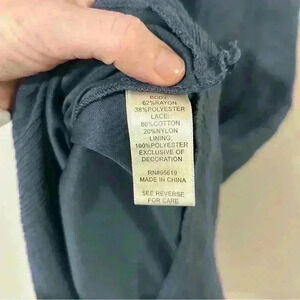 BODY:
62%RAYON
38%POLYESTER
LACE:
80%COTTON
20%NYLON
LINING:
100%POLYESTER
EXCLUSIVE OF
DECORATION
RN#95619
MADE IN CHINA
SEE REVERSE
FOR CARE